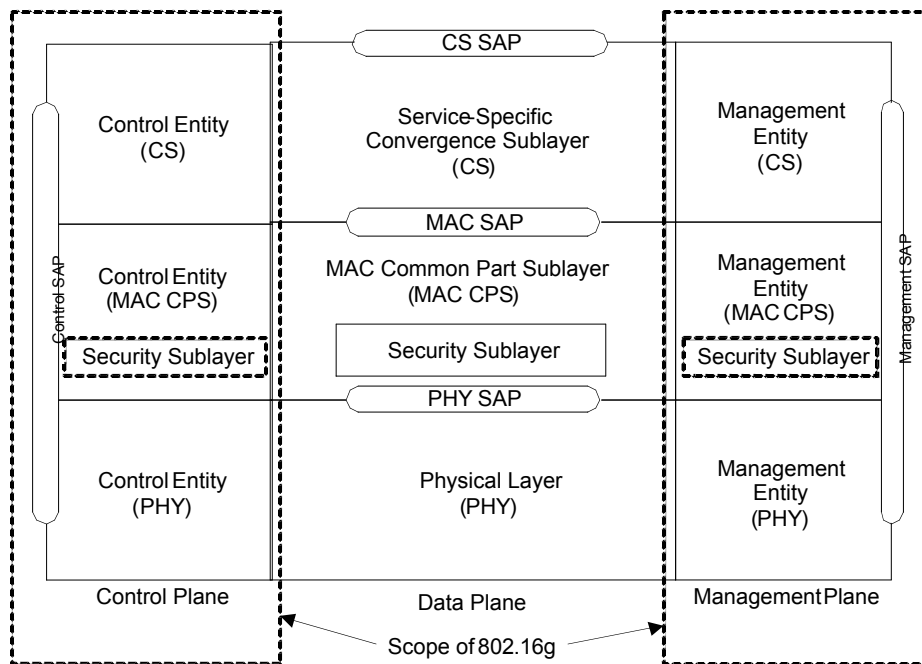 CS SAP
Control Entity
(CS)
Service-Specific
Convergence Sublayer
(CS)
Management
Entity
(CS)
Control SAP
MAC SAP
Management SAP
Control Entity
(MAC CPS)
MAC Common Part Sublayer
(MAC CPS)
Management
Entity
(MAC CPS)
Security Sublayer
Security Sublayer
Security Sublayer
PHY SAP
Control Entity
(PHY)
Physical Layer
(PHY)
Management
Entity
(PHY)
Control Plane
Data Plane
Management Plane
Scope of 802.16g